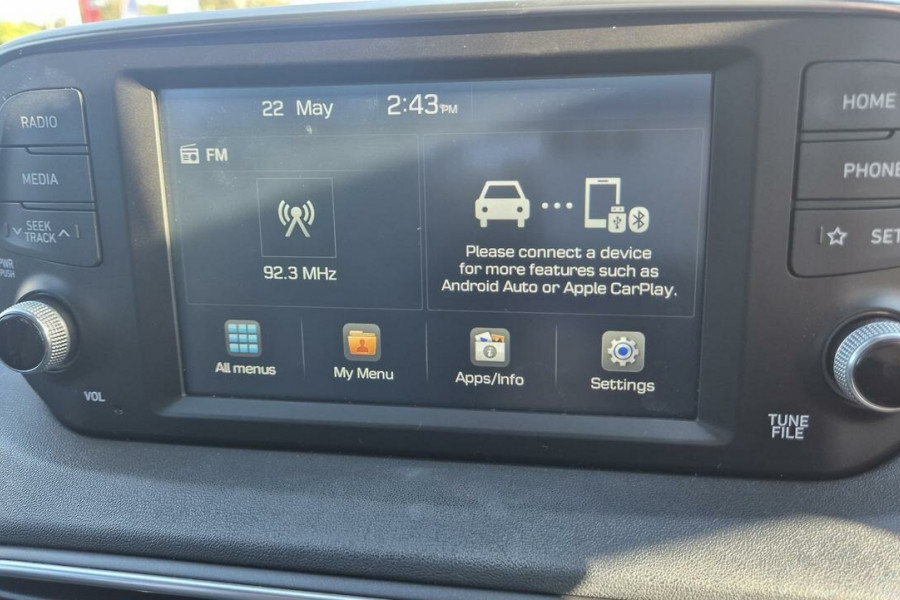 22 May 2:43 PM
FM
92.3 MHz
Please connect a device
for more features such as
Android Auto or Apple CarPlay.
All menus
My Menu
Apps/Info
Settings
RADIO
MEDIA
SEEK
TRACK
PWR
PUSH
VOL
HOME
PHONE
SET
TUNE
FILE